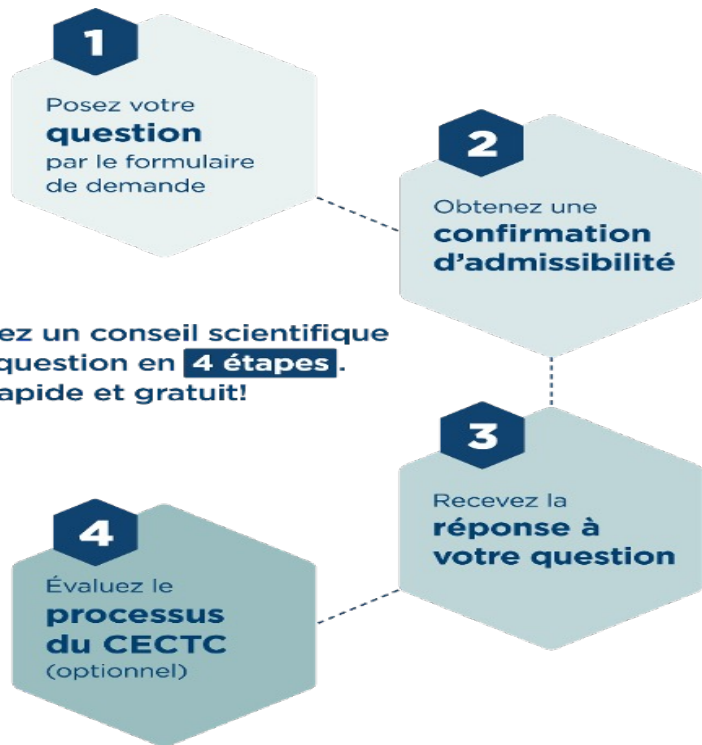 1
Posez votre
question
par le formulaire
de demande
2
Obtenez une
confirmation
d'admissibilité
ez un conseil scientifique
question en 4 étapes.
apide et gratuit!
3
Recevez la
réponse à
votre question
4
Évaluez le
processus
du CECTC
(optionnel)